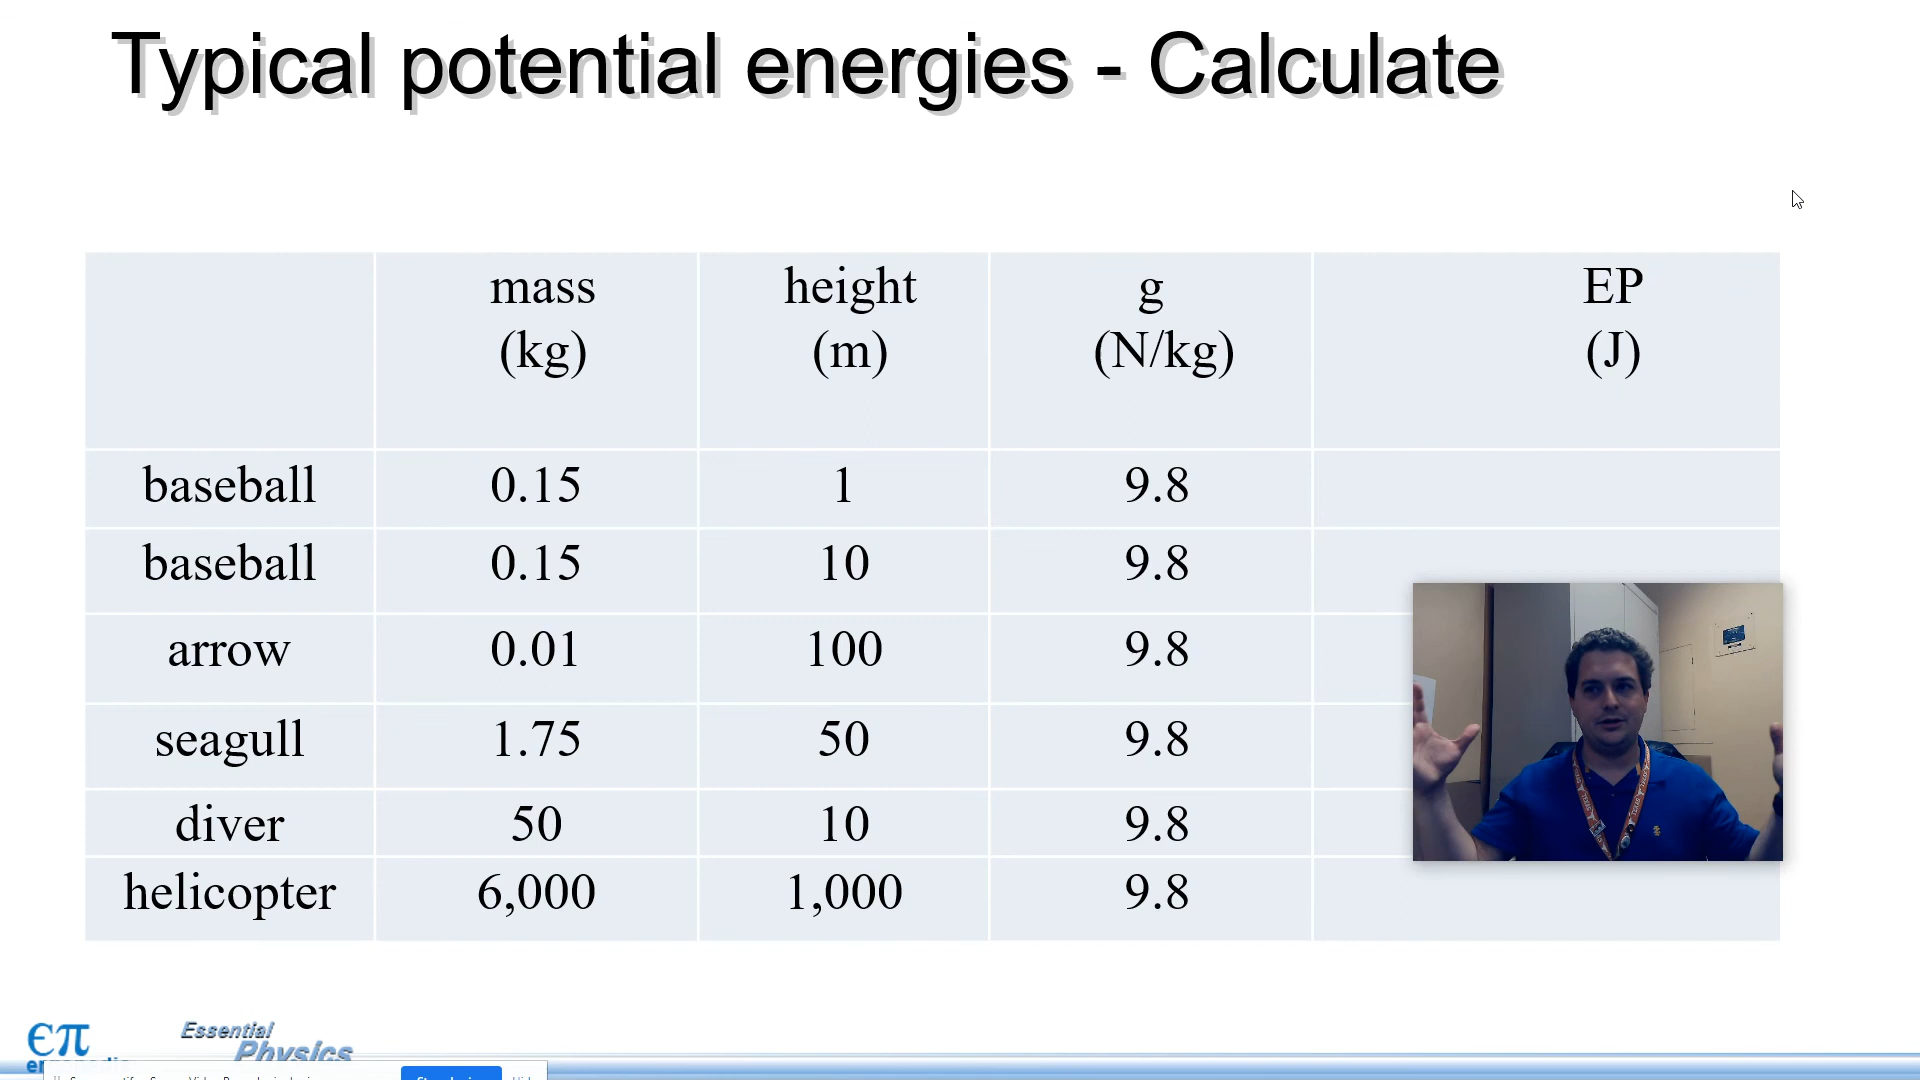 Typical potential energies - Calculate
mass (kg) height (m) g (N/kg) EP (J)
baseball 0.15 1 9.8
baseball 0.15 10 9.8
arrow 0.01 100 9.8
seagull 1.75 50 9.8
diver 50 10 9.8
helicopter 6,000 1,000 9.8
єπ
Essential
Physics